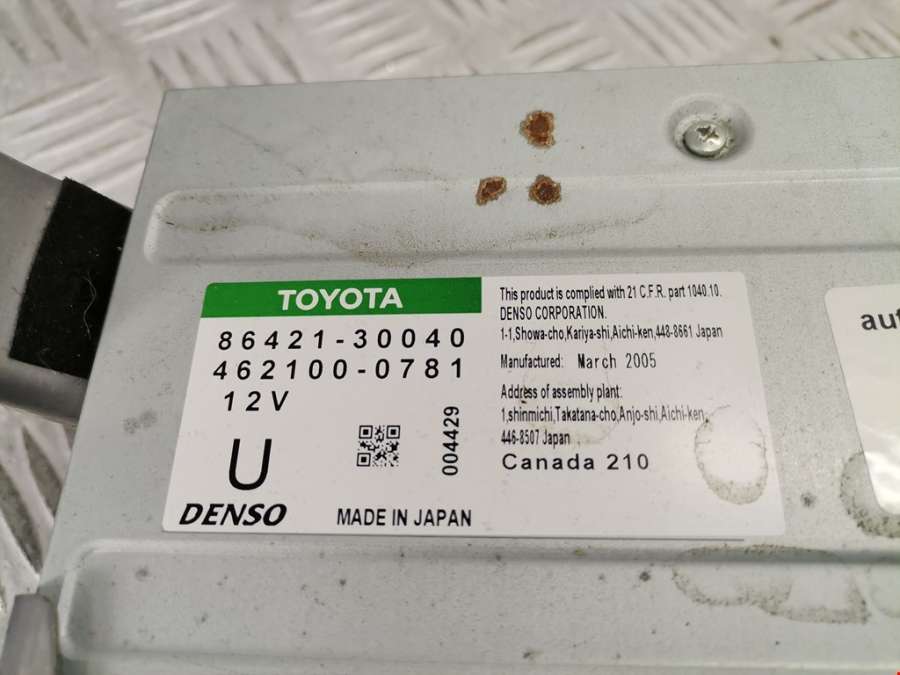 TOYOTA
86421-30040
462100-0781
12V
U
004429
DENSO
MADE IN JAPAN
This product is complied with 21 C.F.R. part 1040.10.
DENSO CORPORATION.
1-1,Showa-cho,Kariya-shi,Aichi-ken,448-8661 Japan
Manufactured: March 2005
Address of assembly plant:
1,shinmichi,Takatana-cho,Anjo-shi,Aichi-ken,
446-8507 Japan
Canada 210